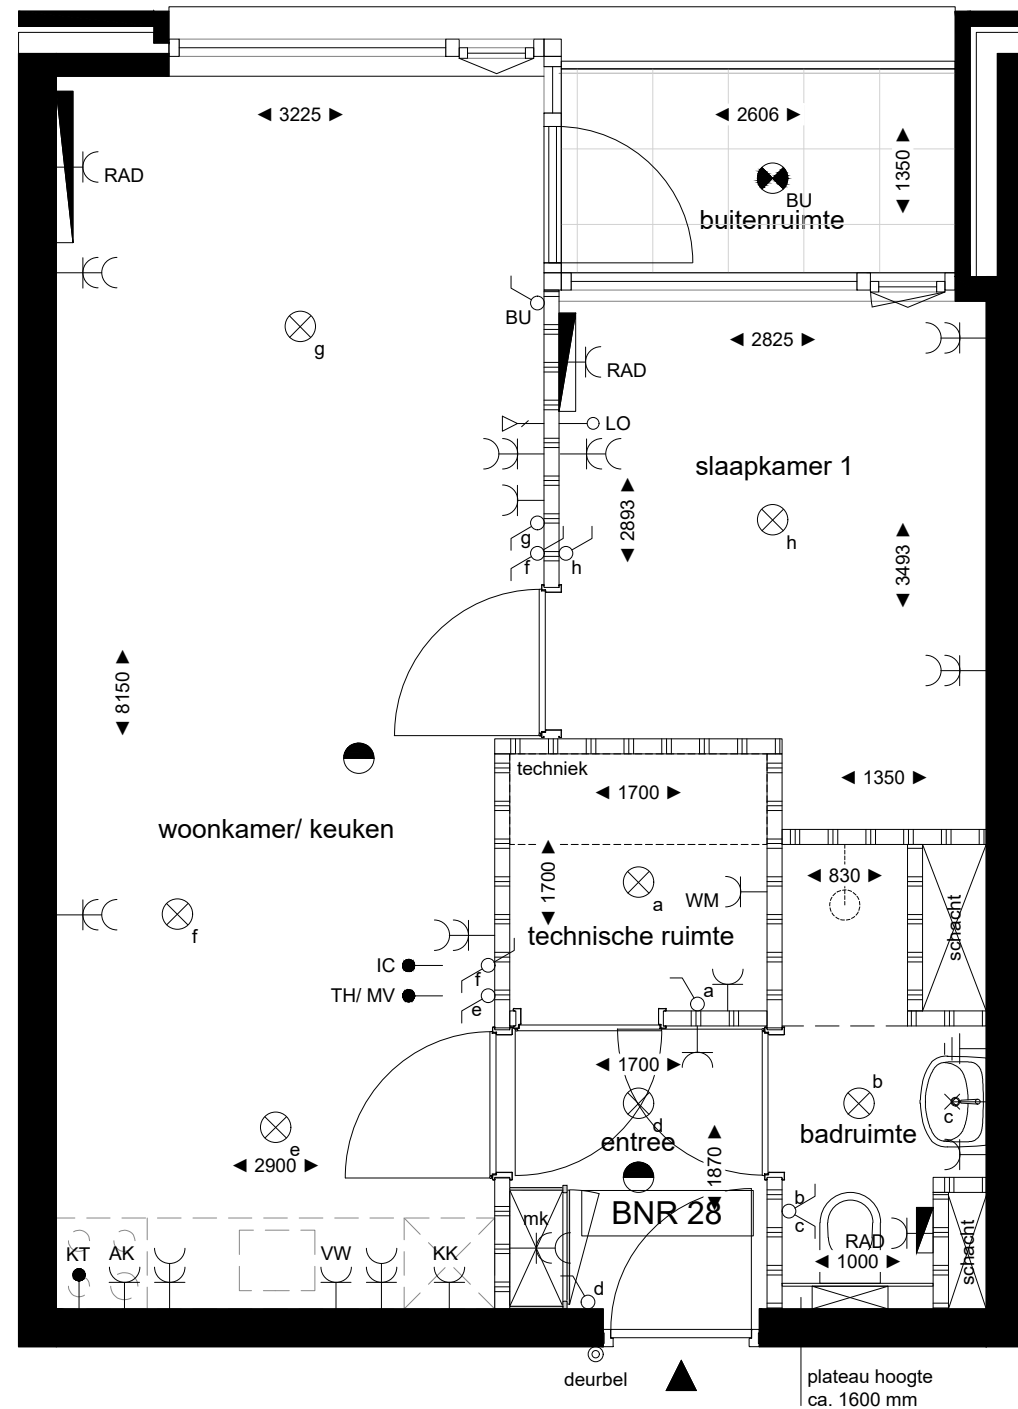 3225
2606
1350
RAD
BU
buitenruimte
BU
g
2825
RAD
LO
slaapkamer 1
2893
g
h
f
h
3493
8150
techniek
1700
1350
woonkamer/ keuken
830
1700
a
WM
schacht
f
technische ruimte
IC
f
TH/ MV
e
a
1700
b
c
d
entree
badruimte
e
2900
1870
b
c
mk
BNR 28
RAD
KT
AK
VW
KK
1000
schacht
d
deurbel
plateau hoogte
ca. 1600 mm